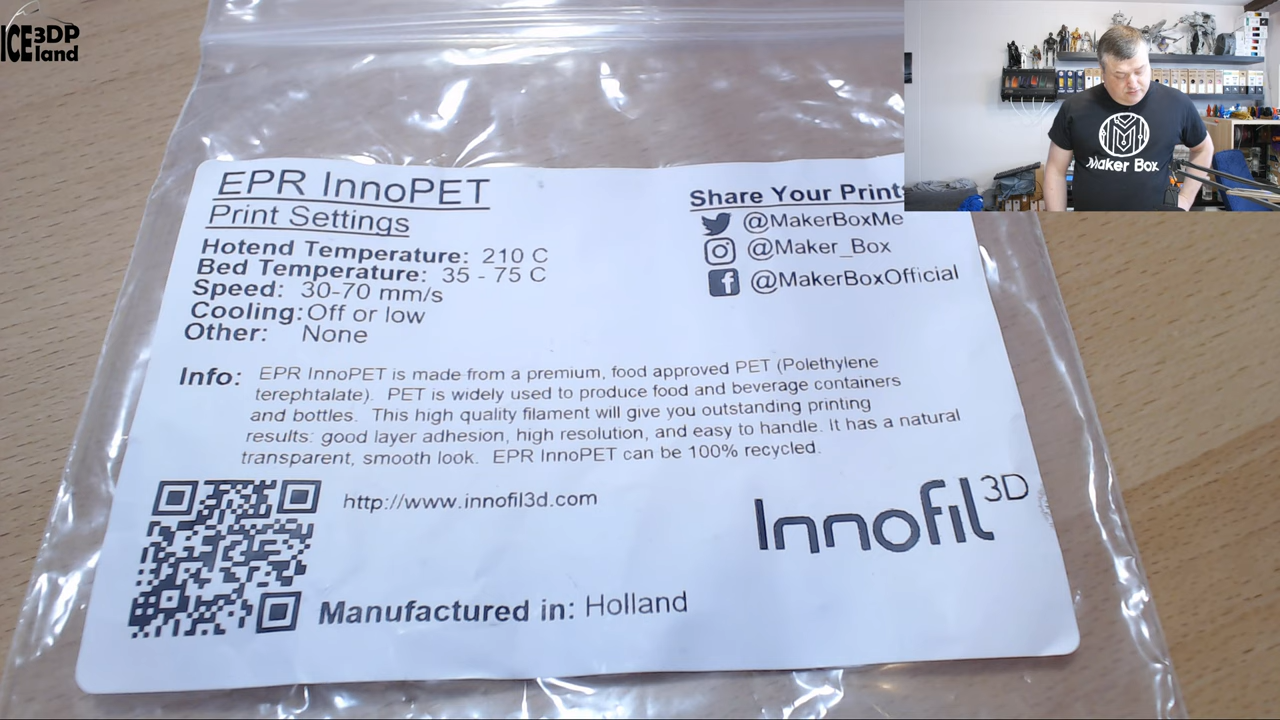 ICE 3DP land
EPR InnoPET
Print Settings
Hotend Temperature: 210 C
Bed Temperature: 35 - 75 C
Speed: 30-70 mm/s
Cooling: Off or low
Other: None
Share Your Prints
@MakerBoxMe
@Maker_Box
@MakerBoxOfficial
Info: EPR InnoPET is made from a premium, food approved PET (Polethylene
terephtalate). PET is widely used to produce food and beverage containers
and bottles. This high quality filament will give you outstanding printing
results: good layer adhesion, high resolution, and easy to handle. It has a natural
transparent, smooth look. EPR InnoPET can be 100% recycled.
http://www.innofil3d.com
Innofil3D
Manufactured in: Holland
Maker Box